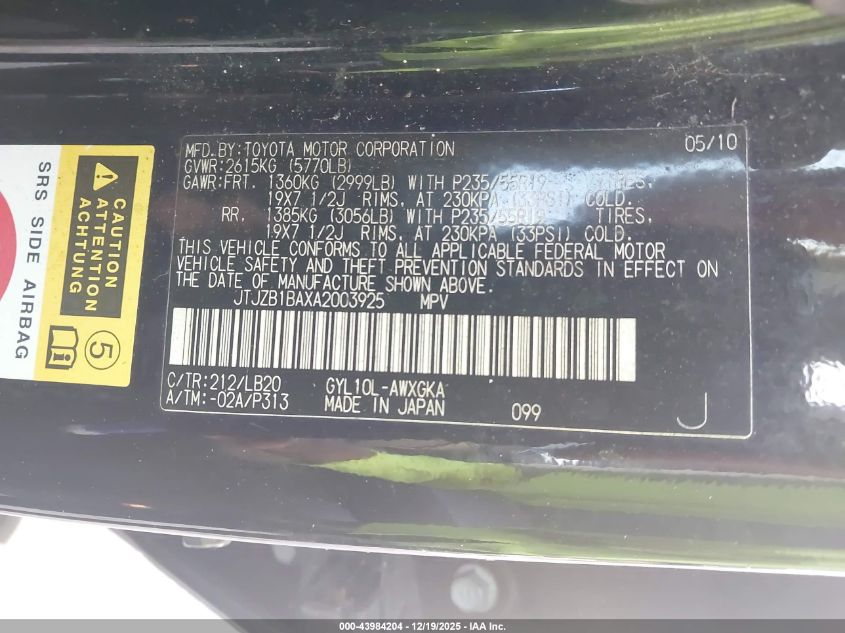 MFD.BY:TOYOTA MOTOR CORPORATION 05/10
GVWR:2615KG (5770LB)
GAWR:FRT. 1360KG (2999LB) WITH P235/55R19 TIRES,
19X7 1/2J RIMS, AT 230KPA (33PSI) COLD.
RR. 1385KG (3056LB) WITH P235/55R19 TIRES,
19X7 1/2J RIMS, AT 230KPA (33PSI) COLD.
THIS VEHICLE CONFORMS TO ALL APPLICABLE FEDERAL MOTOR
VEHICLE SAFETY AND THEFT PREVENTION STANDARDS IN EFFECT ON
THE DATE OF MANUFACTURE SHOWN ABOVE.
JTJZB1BAXA2003925 MPV
C/TR:212/LB20 GYL10L-AWXGKA
A/TM:-02A/P313 MADE IN JAPAN 099 J
SRS SIDE AIRBAG
CAUTION
ATTENTION
ACHTUNG
i 5
000-43984204 - 12/19/2025 - IAA Inc.